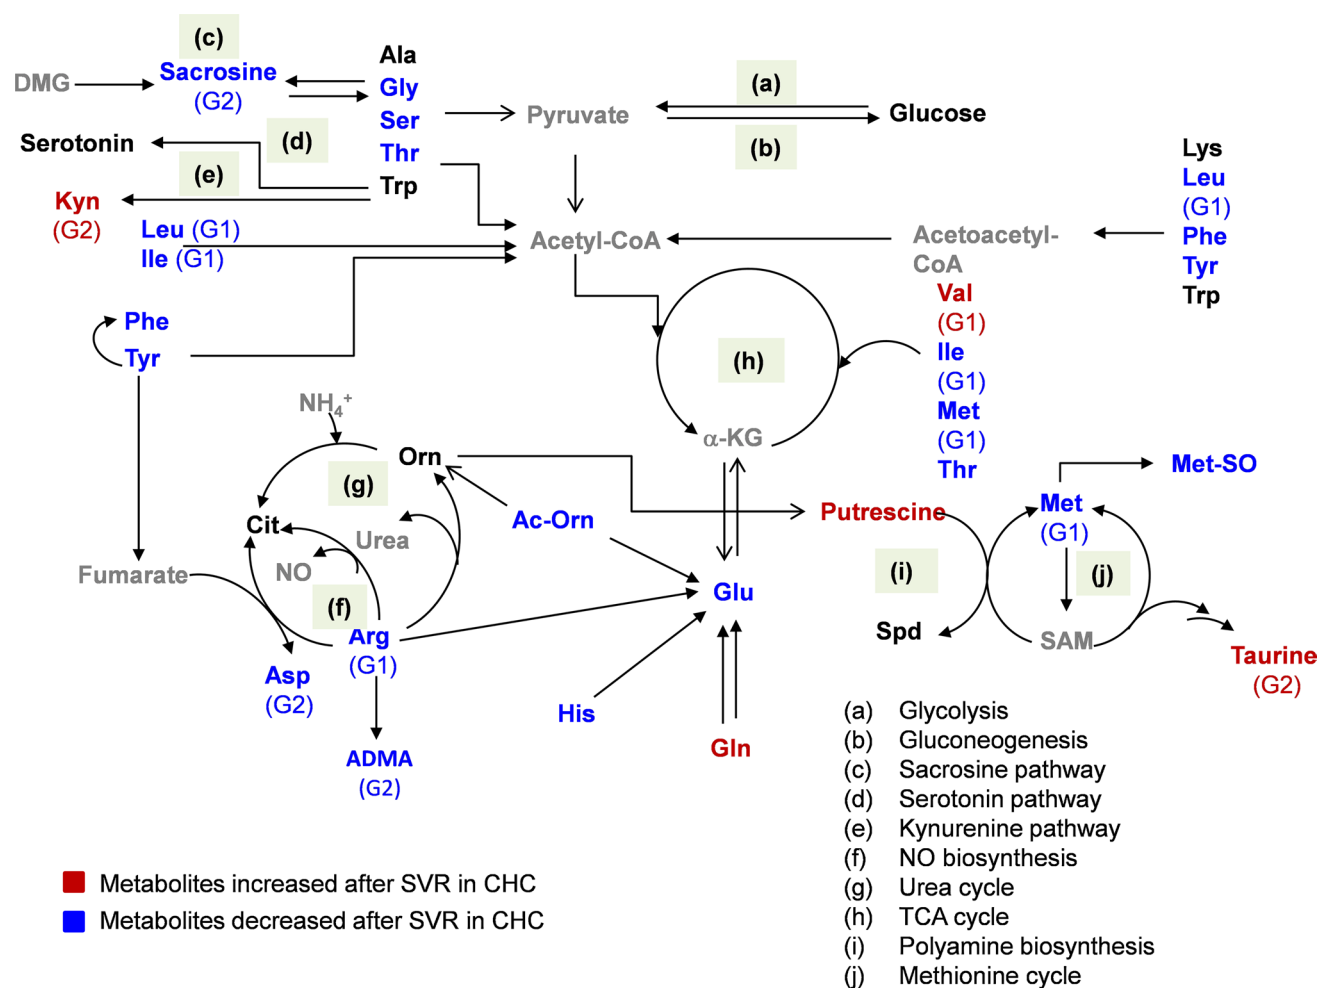 (c)
Ala
DMG
Sacrosine
(G2)
Gly
Ser
Thr
Trp
(a)
Pyruvate
Glucose
(b)
Serotonin
(d)
(e)
Kyn
(G2)
Leu (G1)
Ile (G1)
Acetyl-CoA
Acetoacetyl-
CoA
Lys
Leu
(G1)
Phe
Tyr
Trp
Val
(G1)
Ile
(G1)
Met
(G1)
Thr
Phe
Tyr
(h)
α-KG
NH4+
Orn
(g)
Cit
Urea
NO
(f)
Ac-Orn
Fumarate
Arg
(G1)
Asp
(G2)
ADMA
(G2)
Glu
His
Gln
Putrescine
Met-SO
Met
(G1)
(i)
(j)
Spd
SAM
Taurine
(G2)
(a) Glycolysis
(b) Gluconeogenesis
(c) Sacrosine pathway
(d) Serotonin pathway
(e) Kynurenine pathway
(f) NO biosynthesis
(g) Urea cycle
(h) TCA cycle
(i) Polyamine biosynthesis
(j) Methionine cycle
Metabolites increased after SVR in CHC
Metabolites decreased after SVR in CHC